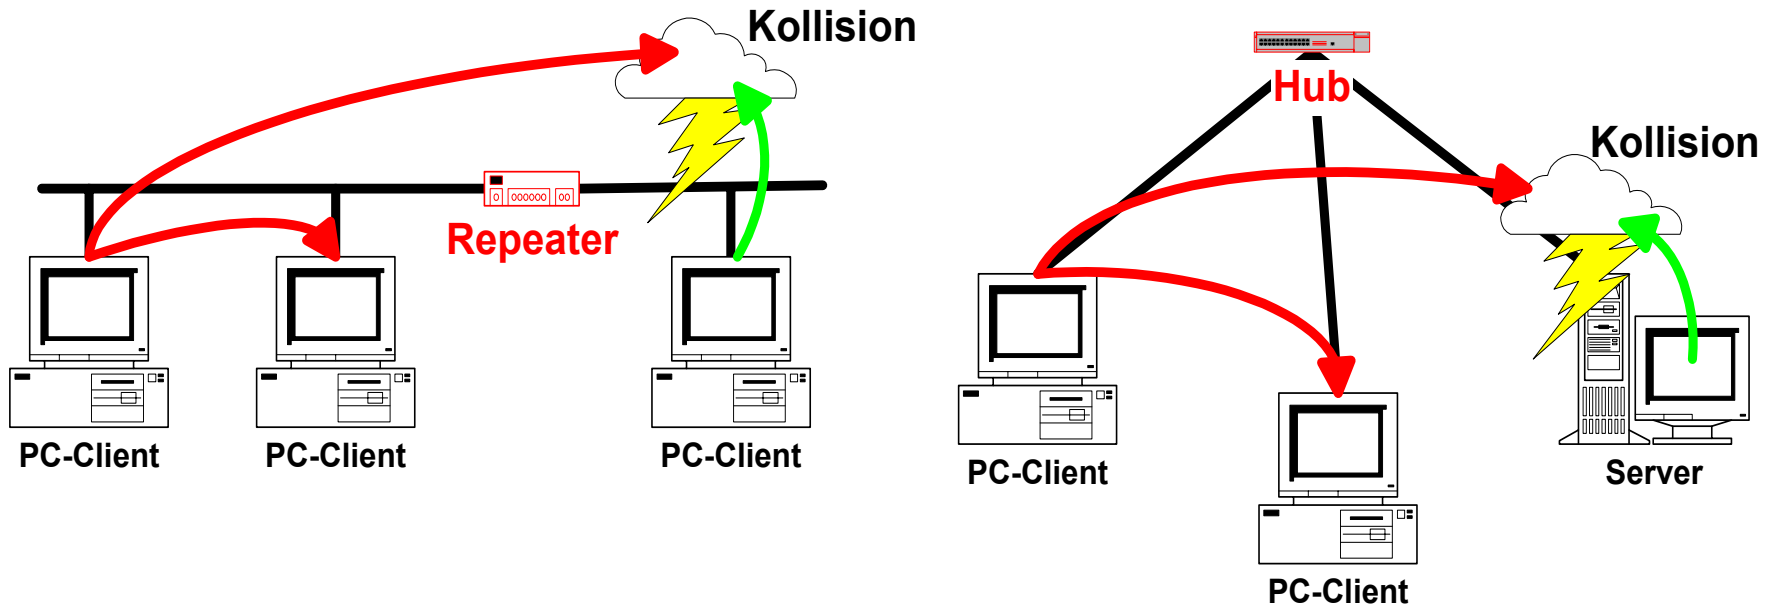 Kollision
Repeater
PC-Client
PC-Client
PC-Client
Hub
Kollision
PC-Client
Server
PC-Client